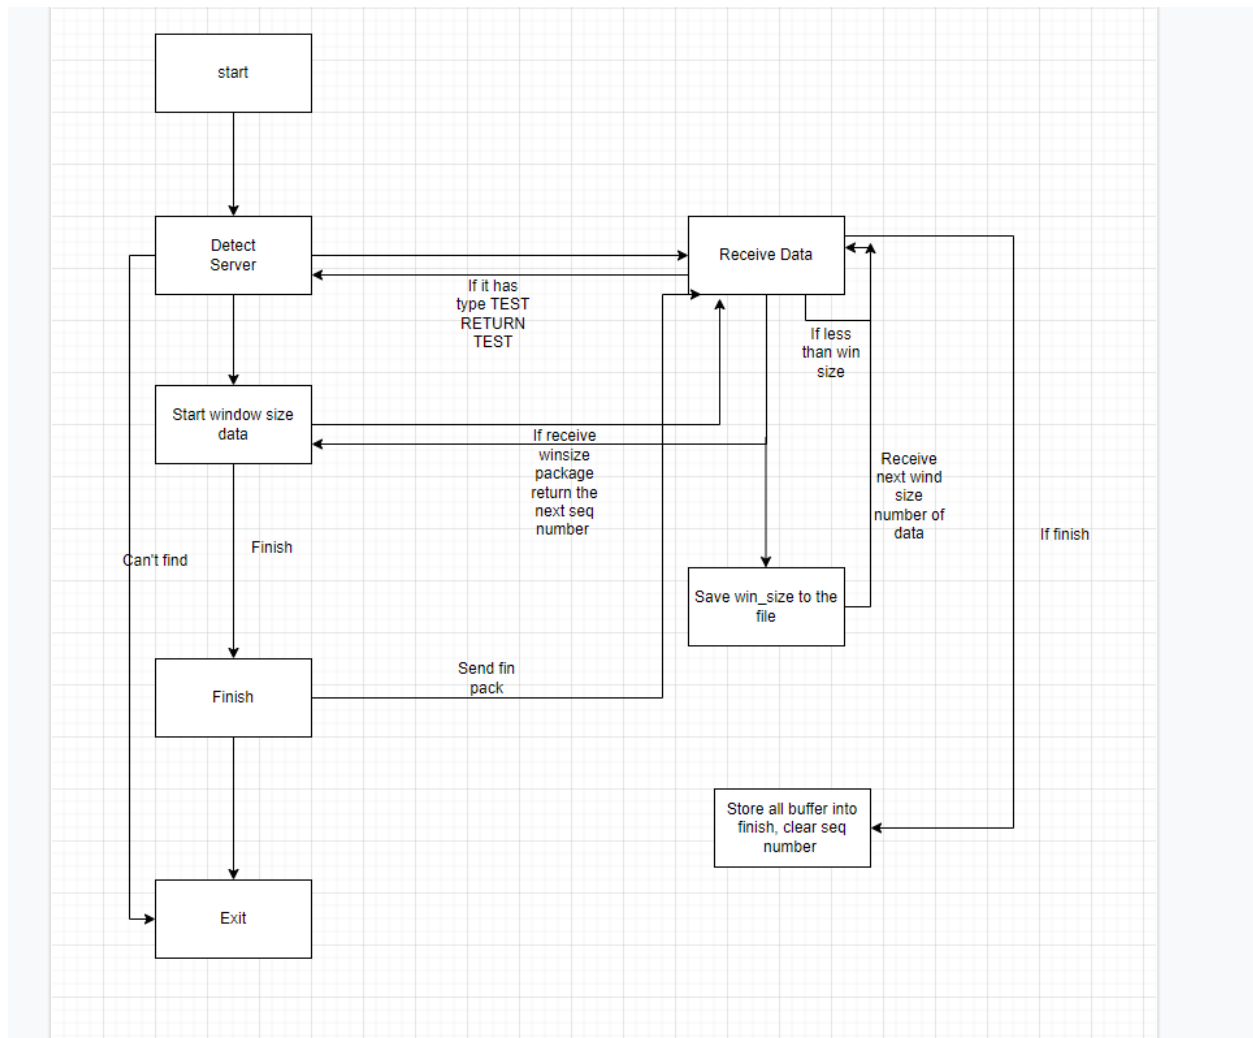 start
Detect
Server
Receive Data
If it has
type TEST
RETURN
TEST
If less
than win
size
Start window size
data
If receive
winsize
package
return the
next seq
number
Receive
next wind
size
number of
data
If finish
Can't find
Finish
Save win_size to the
file
Send fin
pack
Finish
Store all buffer into
finish, clear seq
number
Exit